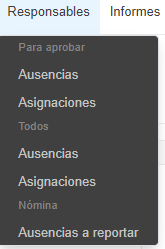 Responsables Informes
Para aprobar
Ausencias
Asignaciones
Todos
Ausencias
Asignaciones
Nómina
Ausencias a reportar